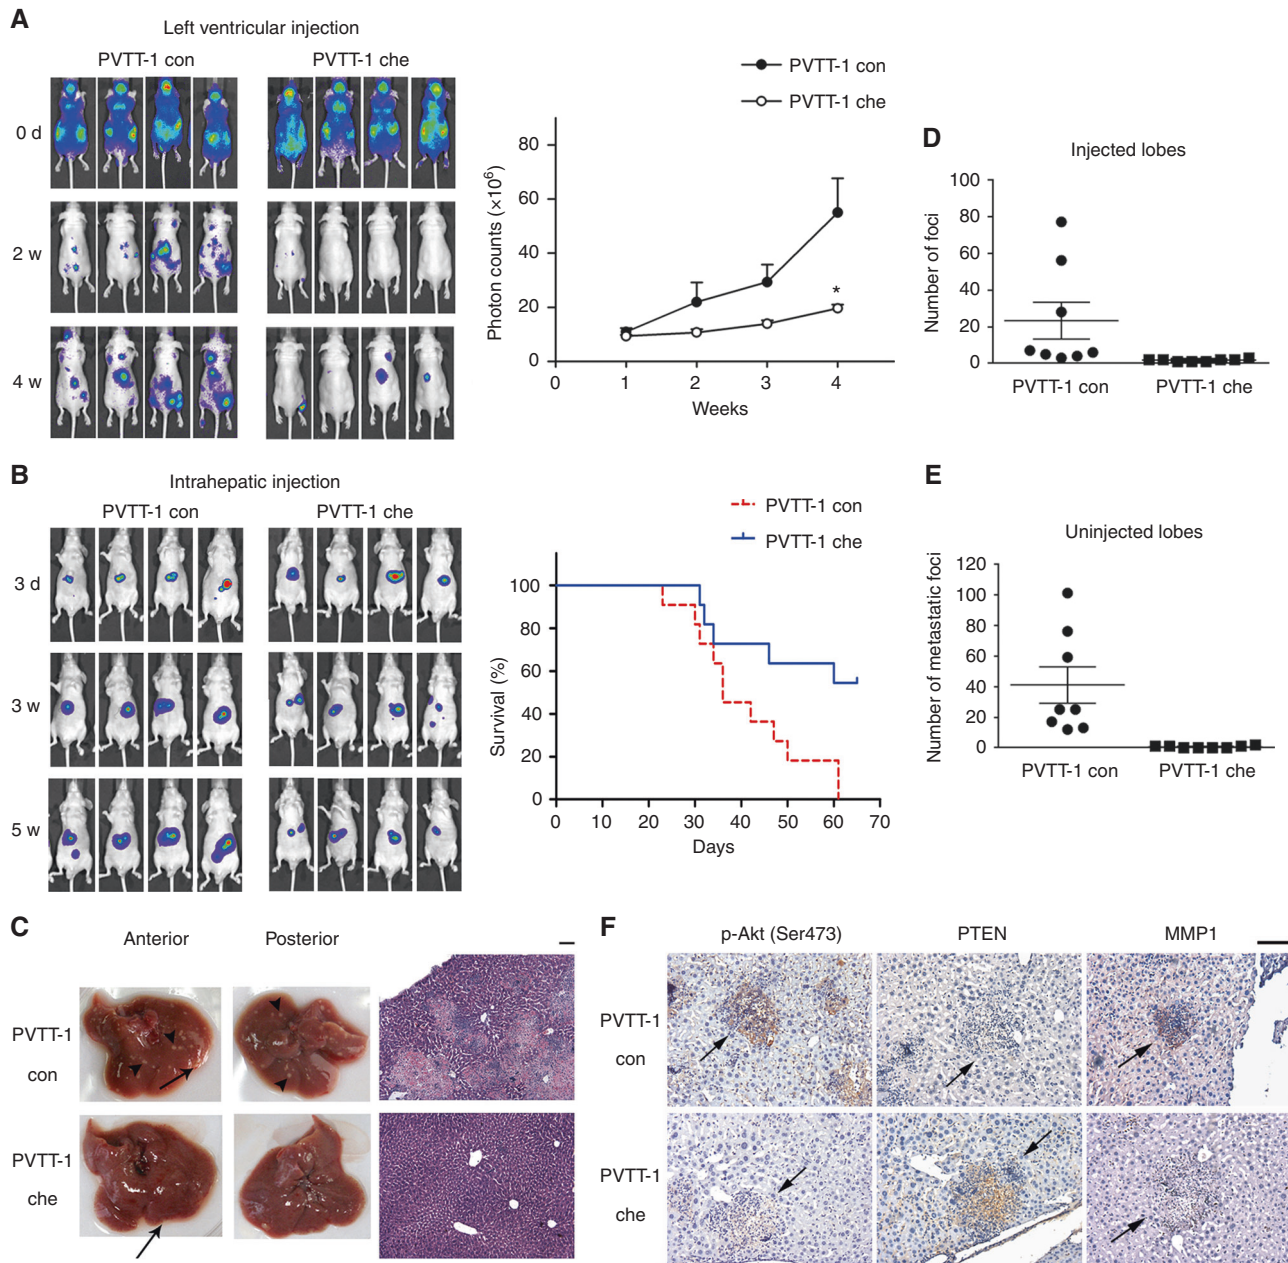 A
Left ventricular injection
PVTT-1 con
PVTT-1 che
0 d
2 w
4 w
PVTT-1 con
PVTT-1 che
Photon counts (×10⁶)
80
60
40
20
0
*
0 1 2 3 4
Weeks
D
Injected lobes
Number of foci
100
80
60
40
20
0
PVTT-1 con
PVTT-1 che
B
Intrahepatic injection
PVTT-1 con
PVTT-1 che
3 d
3 w
5 w
PVTT-1 con
PVTT-1 che
Survival (%)
100
80
60
40
20
0
0 10 20 30 40 50 60 70
Days
E
Uninjected lobes
Number of metastatic foci
120
100
80
60
40
20
0
PVTT-1 con
PVTT-1 che
C
Anterior
Posterior
PVTT-1
con
PVTT-1
che
F
p-Akt (Ser473)
PTEN
MMP1
PVTT-1
con
PVTT-1
che